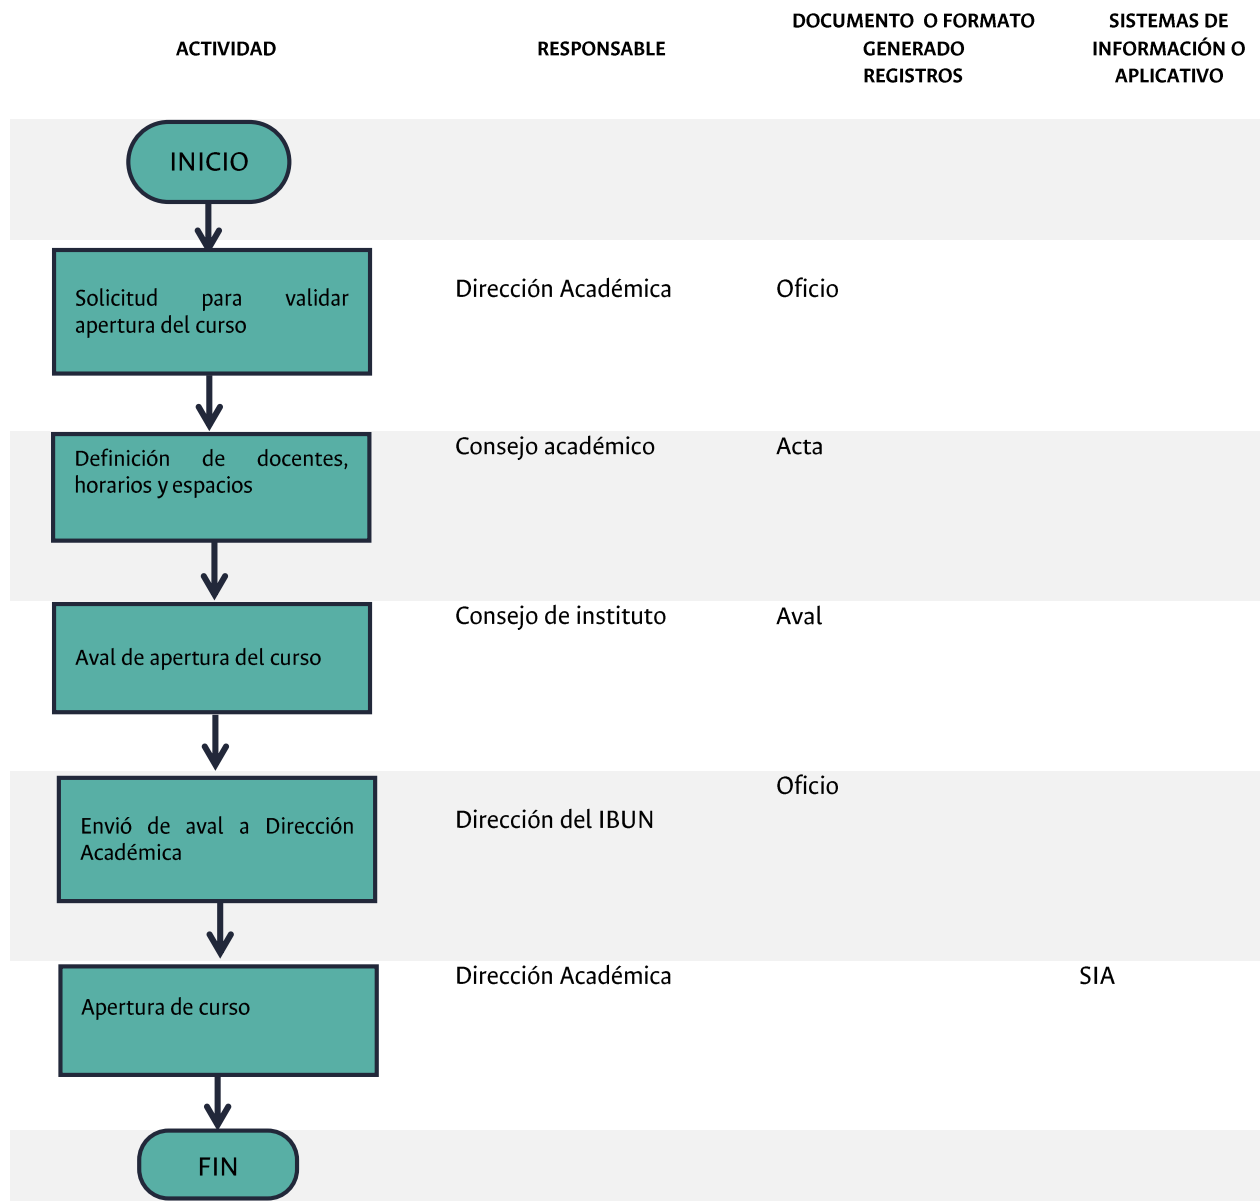 ACTIVIDAD
RESPONSABLE
DOCUMENTO O FORMATO
GENERADO
REGISTROS
SISTEMAS DE
INFORMACIÓN O
APLICATIVO
INICIO
Solicitud para validar
apertura del curso
Dirección Académica
Oficio
Definición de docentes,
horarios y espacios
Consejo académico
Acta
Aval de apertura del curso
Consejo de instituto
Aval
Envió de aval a Dirección
Académica
Dirección del IBUN
Oficio
Apertura de curso
Dirección Académica
SIA
FIN